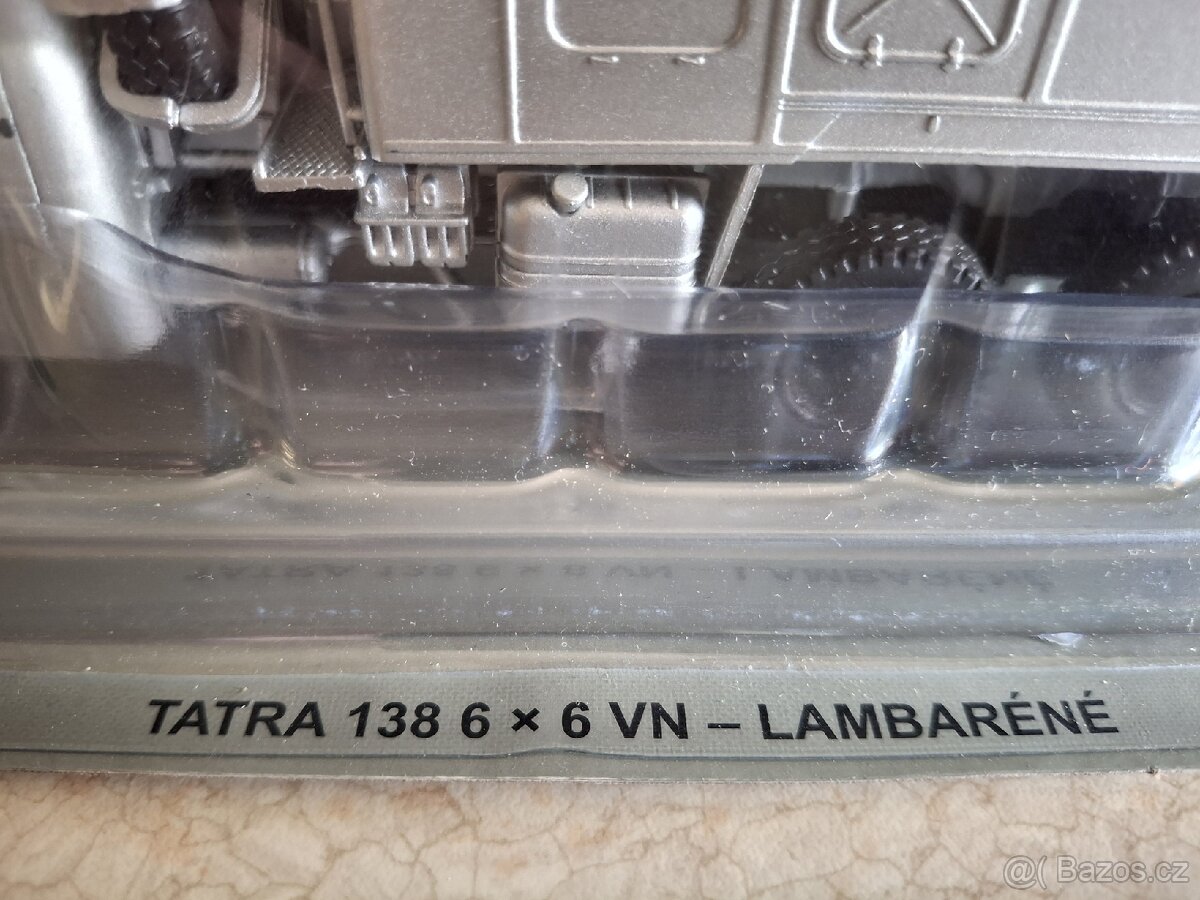 TATRA 138 6 × 6 VN – LAMBARÉNÉ
@( Bazos.cz